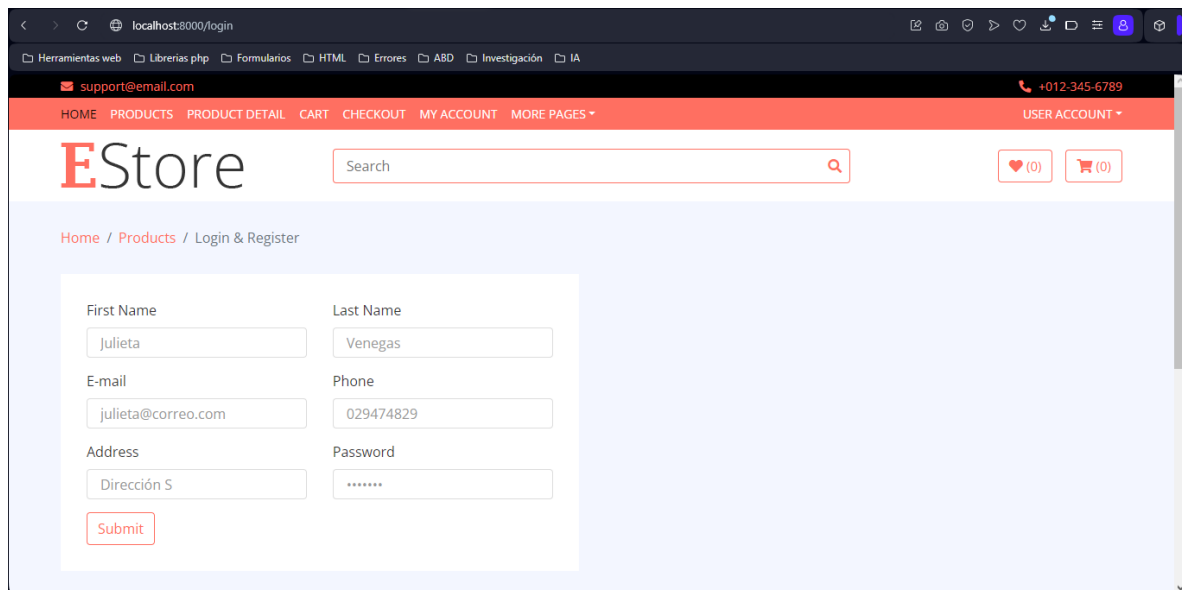 localhost:8000/login
Herramientas web Librerias php Formularios HTML Errores ABD Investigación IA
support@email.com +012-345-6789
HOME PRODUCTS PRODUCT DETAIL CART CHECKOUT MY ACCOUNT MORE PAGES USER ACCOUNT
EStore Search (0) (0)
Home / Products / Login & Register
First Name Last Name
Julieta Venegas
E-mail Phone
julieta@correo.com 029474829
Address Password
Dirección S •••••••
Submit